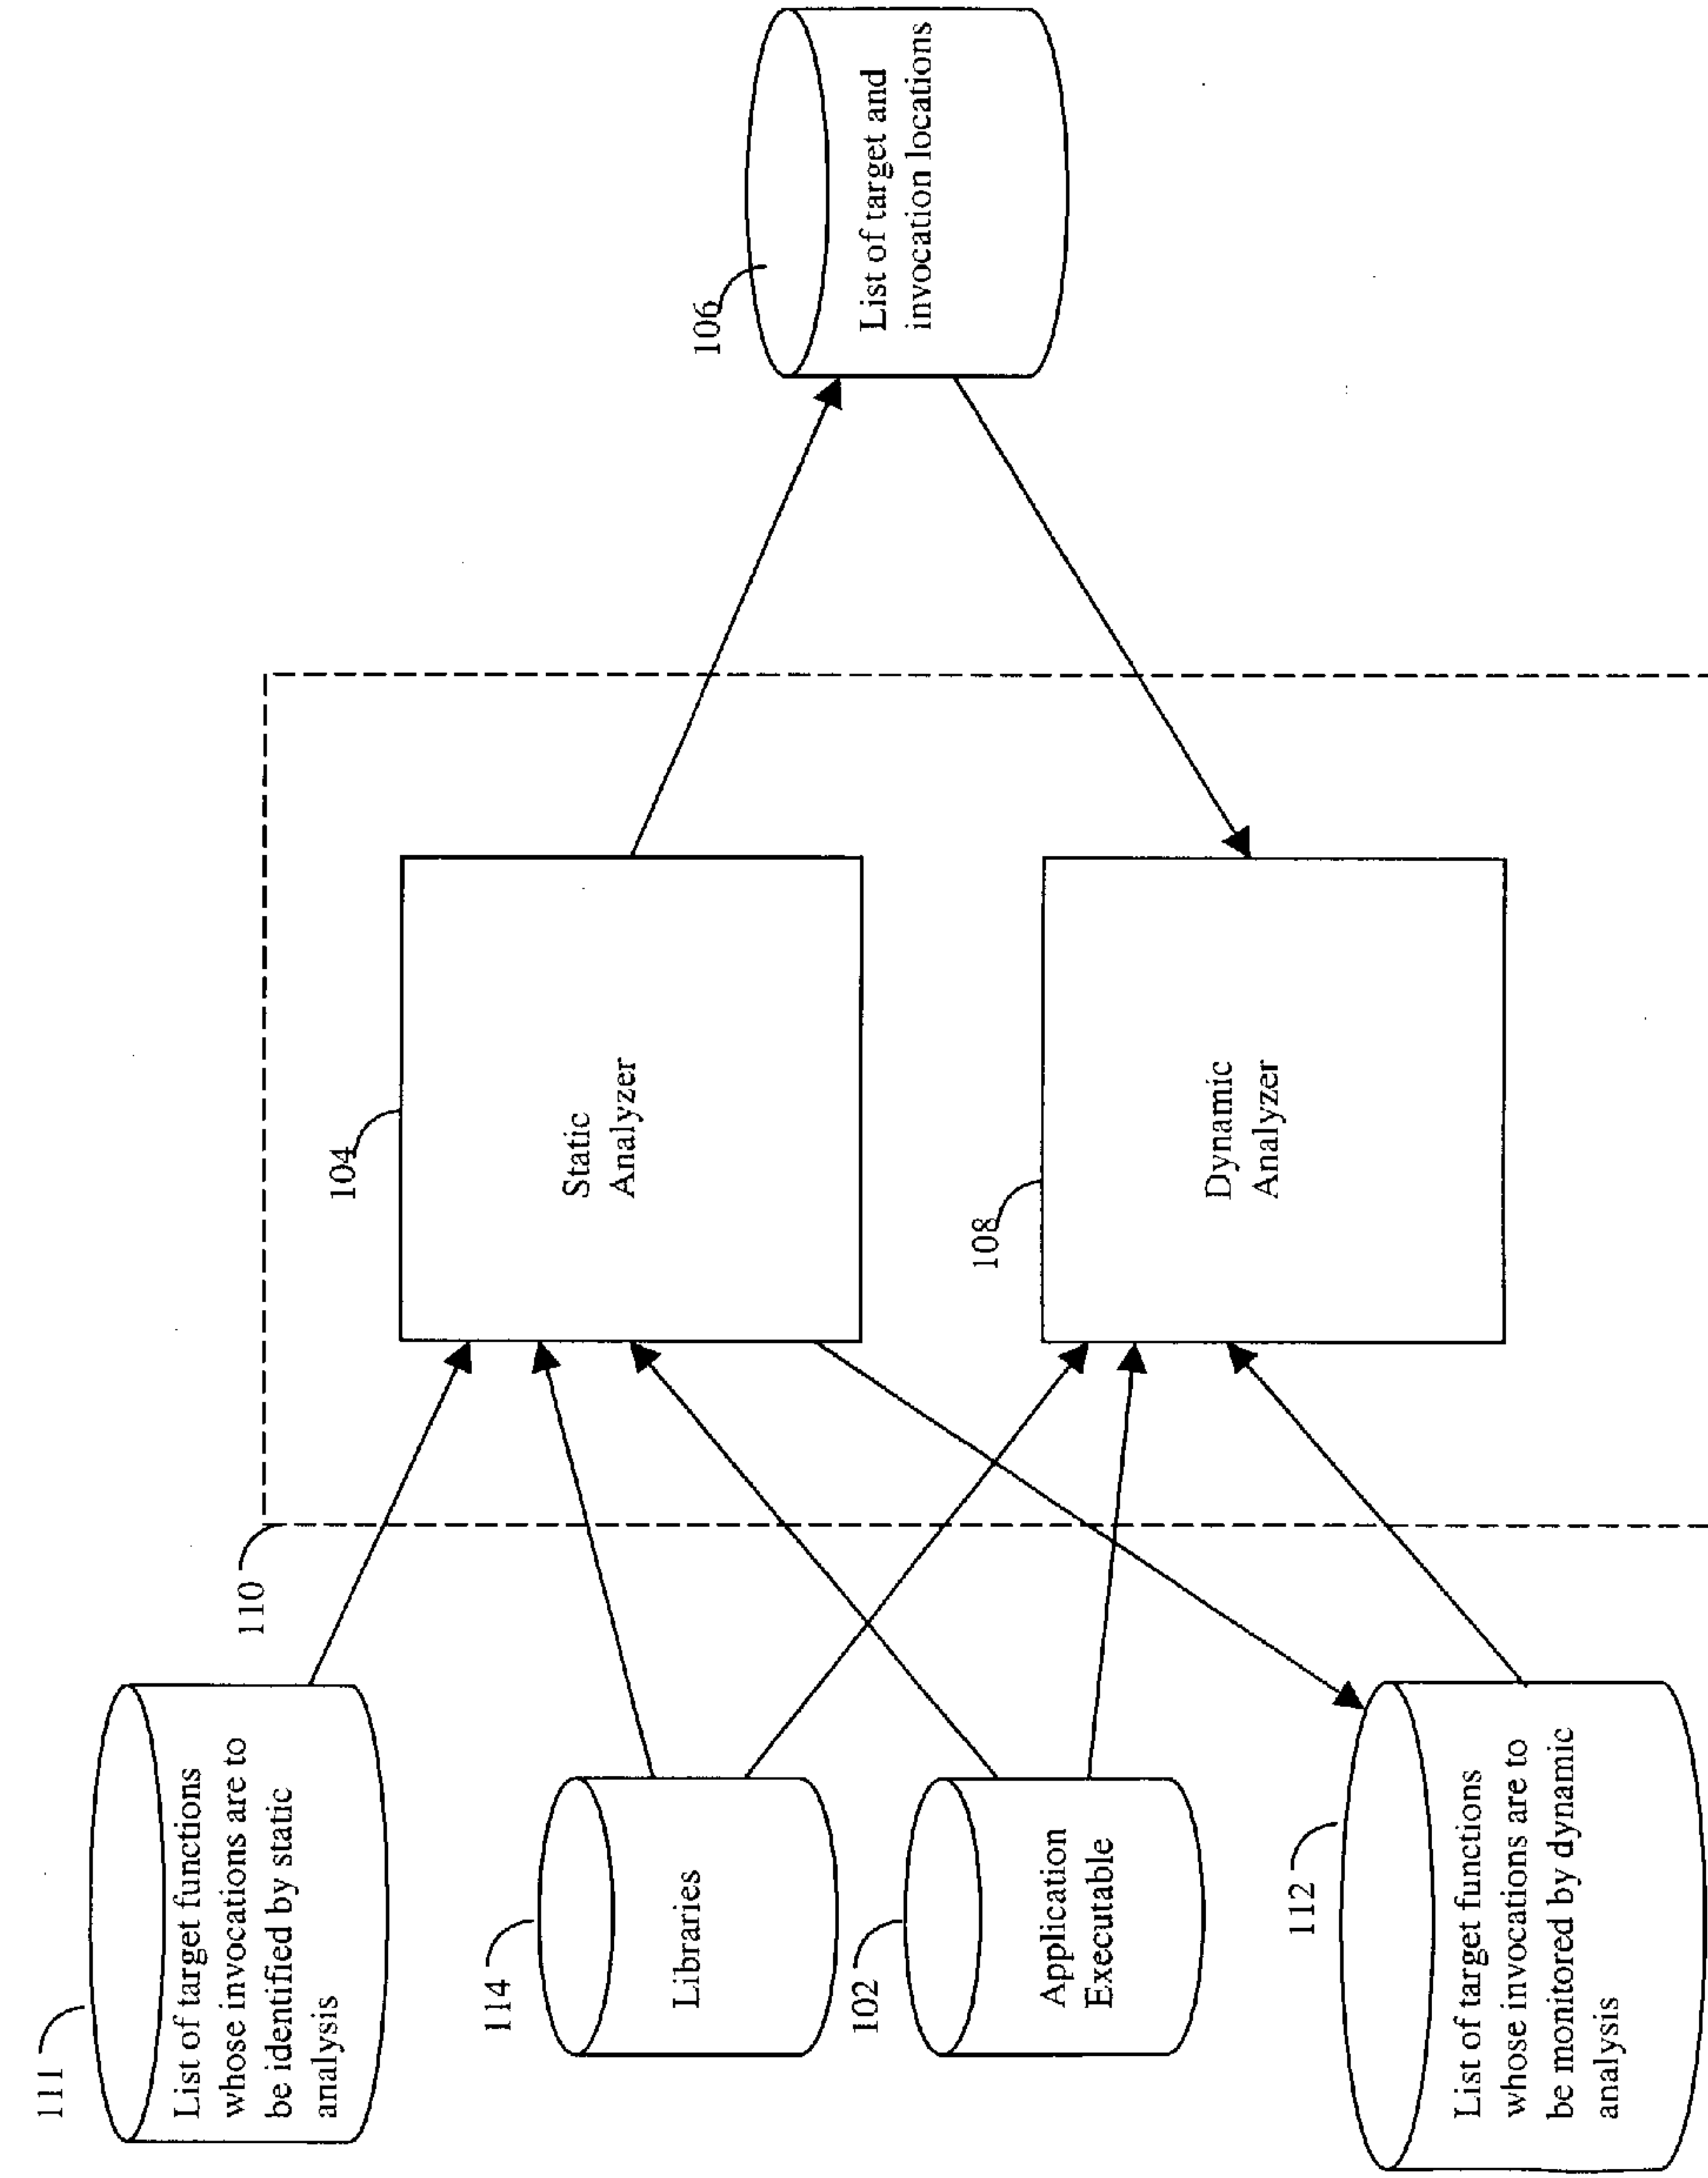 111
List of target functions
whose invocations are to
be identified by static
analysis
110
114
Libraries
102
Application
Executable
112
List of target functions
whose invocations are to
be monitored by dynamic
analysis
104
Static
Analyzer
108
Dynamic
Analyzer
106
List of target and
invocation locations